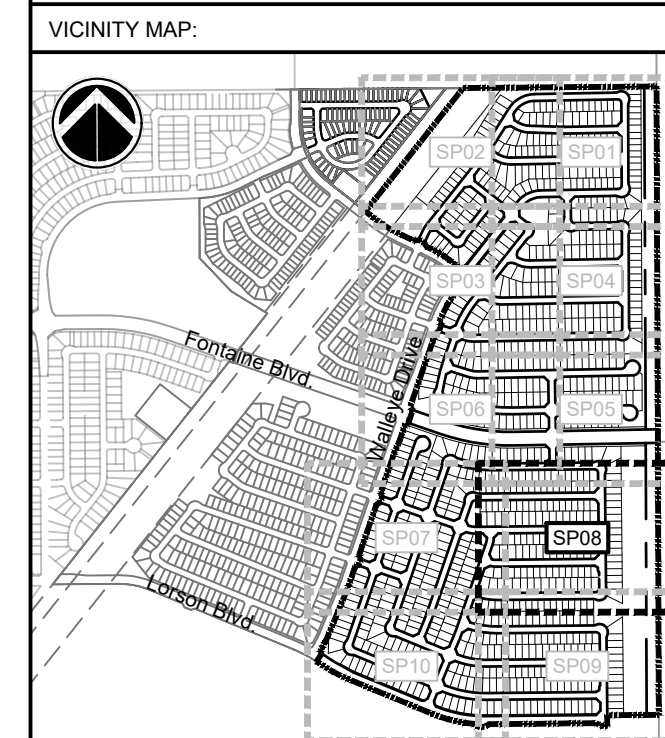 VICINITY MAP:
SP02
SP01
SP03
SP04
Fontaine Blvd.
Walleye Drive
SP06
SP05
SP07
SP08
Lorson Blvd.
SP10
SP09